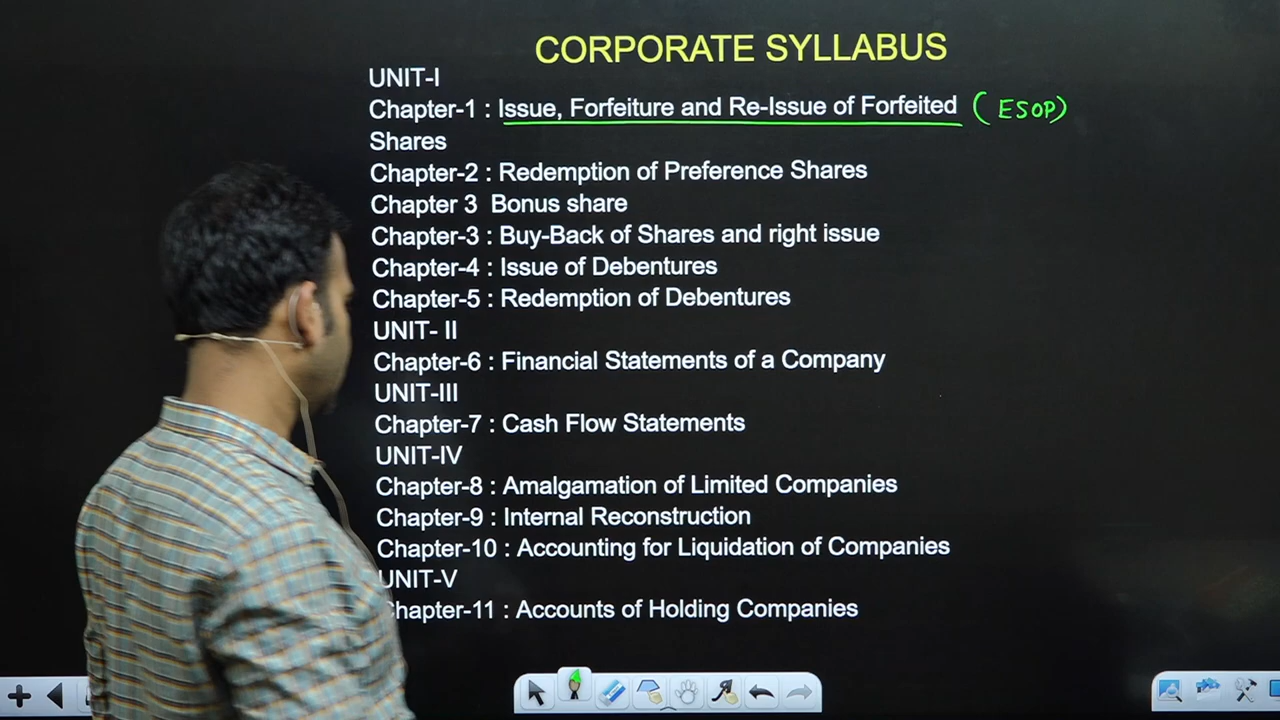 CORPORATE SYLLABUS
UNIT-I
Chapter-1 : Issue, Forfeiture and Re-Issue of Forfeited (ESOP)
Shares
Chapter-2 : Redemption of Preference Shares
Chapter 3 Bonus share
Chapter-3 : Buy-Back of Shares and right issue
Chapter-4 : Issue of Debentures
Chapter-5 : Redemption of Debentures
UNIT- II
Chapter-6 : Financial Statements of a Company
UNIT-III
Chapter-7 : Cash Flow Statements
UNIT-IV
Chapter-8 : Amalgamation of Limited Companies
Chapter-9 : Internal Reconstruction
Chapter-10 : Accounting for Liquidation of Companies
UNIT-V
Chapter-11 : Accounts of Holding Companies